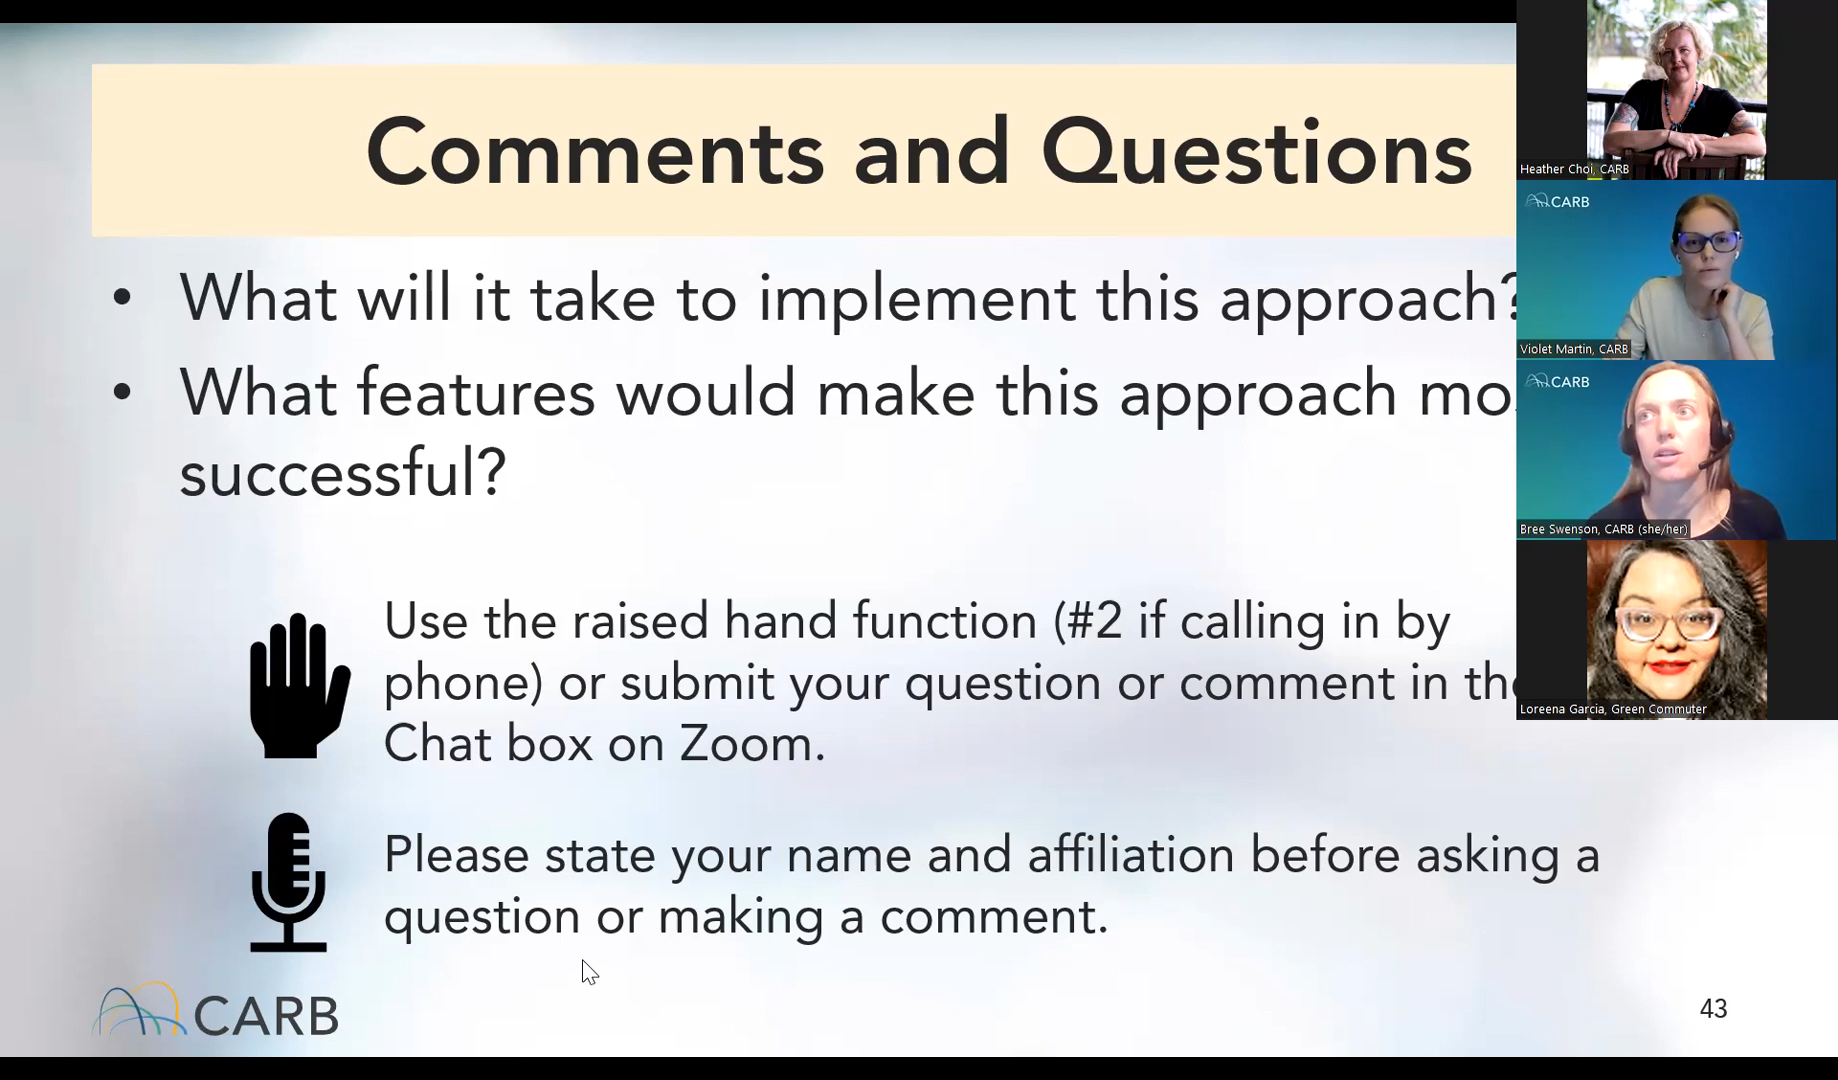 Comments and Questions
• What will it take to implement this approach?
• What features would make this approach
successful?
Use the raised hand function (#2 if calling in by
phone) or submit your question or comment in the
Chat box on Zoom.
Please state your name and affiliation before asking a
question or making a comment.
CARB
43
Heather Choi, CARB
CARB
Violet Martin, CARB
CARB
Bree Swenson, CARB (she/her)
Loreena Garcia, Green Commuter